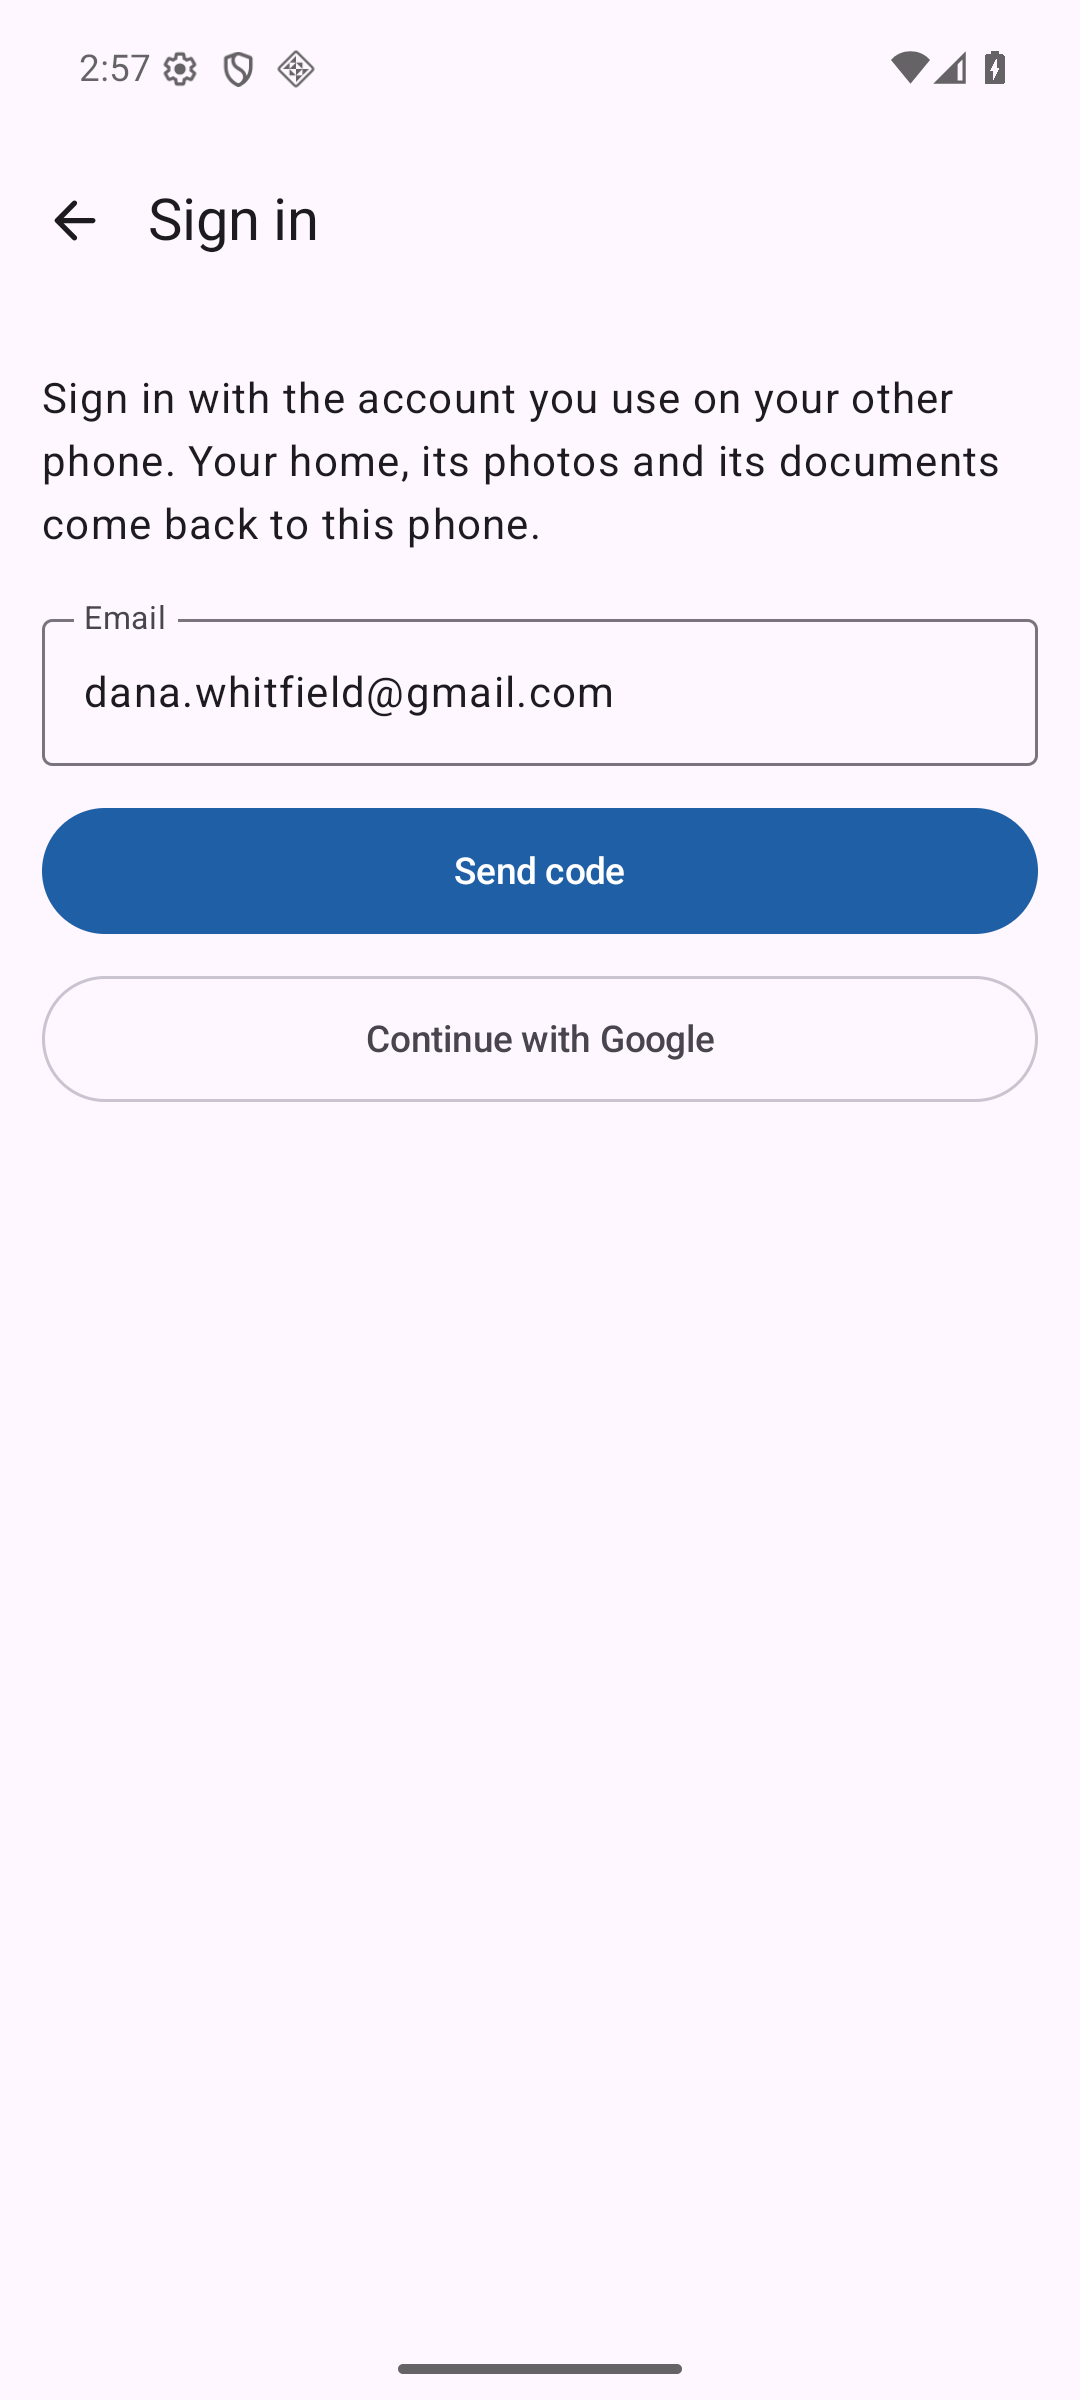 2:57
Sign in
Sign in with the account you use on your other
phone. Your home, its photos and its documents
come back to this phone.
Email
dana.whitfield@gmail.com
Send code
Continue with Google